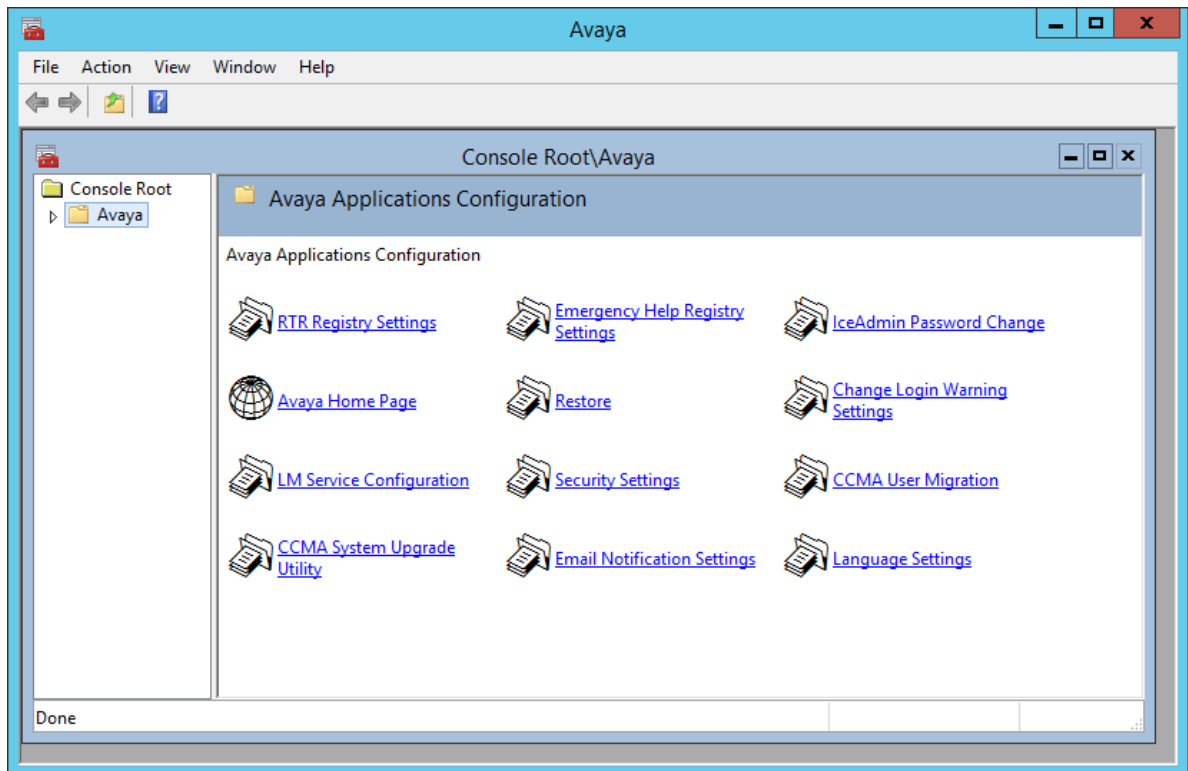 Avaya
File Action View Window Help
Console Root\Avaya
Console Root
Avaya
Avaya Applications Configuration
Avaya Applications Configuration
RTR Registry Settings
Emergency Help Registry
Settings
IceAdmin Password Change
Avaya Home Page
Restore
Change Login Warning
Settings
LM Service Configuration
Security Settings
CCMA User Migration
CCMA System Upgrade
Utility
Email Notification Settings
Language Settings
Done